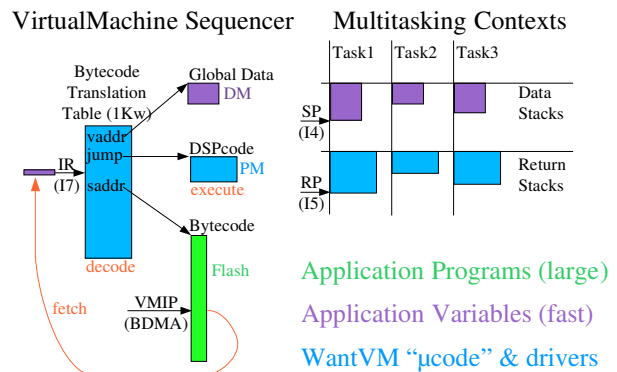 VirtualMachine Sequencer
Bytecode
Translation
Table (1Kw)
Global Data
DM
vaddr
jump
saddr
IR
(I7)
DSPcode
PM
execute
decode
Bytecode
Flash
fetch
VMIP
(BDMA)
Multitasking Contexts
Task1
Task2
Task3
SP
(I4)
Data
Stacks
RP
(I5)
Return
Stacks
Application Programs (large)
Application Variables (fast)
WantVM “μcode” & drivers